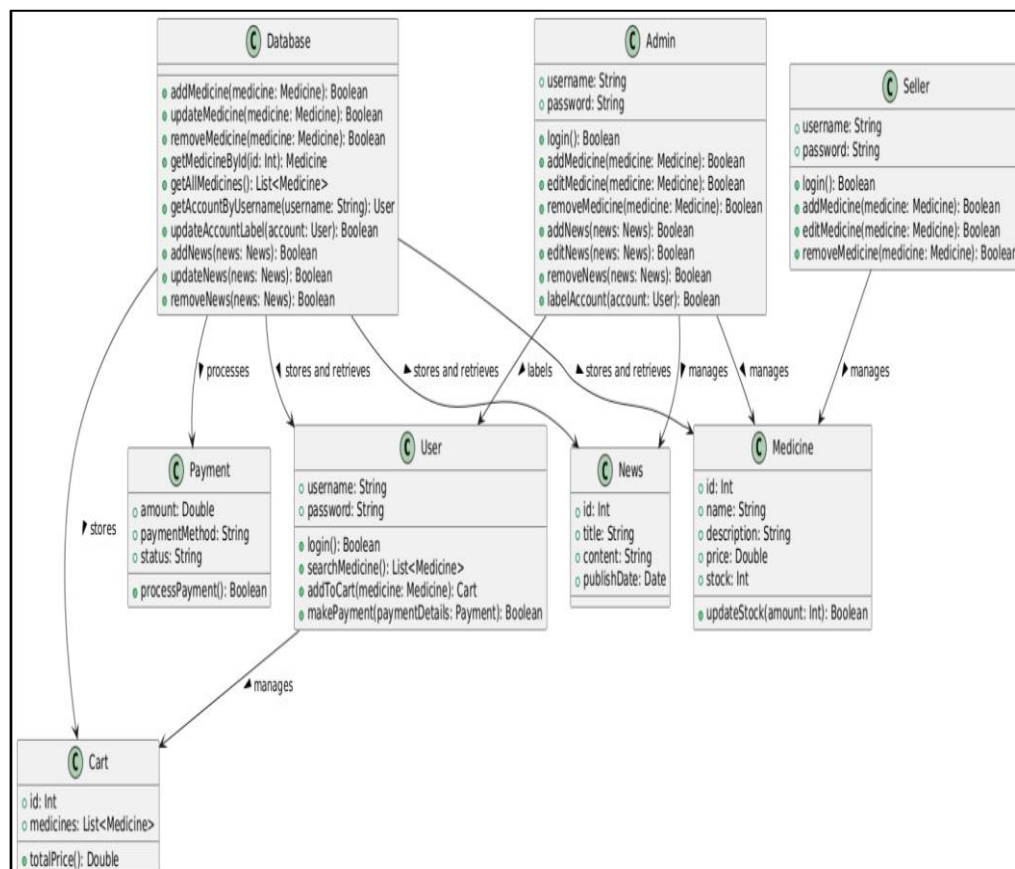 C Database
addMedicine(medicine: Medicine): Boolean
updateMedicine(medicine: Medicine): Boolean
removeMedicine(medicine: Medicine): Boolean
getMedicineById(id: Int): Medicine
getAllMedicines(): List<Medicine>
getAccountByUsername(username: String): User
updateAccountLabel(account: User): Boolean
addNews(news: News): Boolean
updateNews(news: News): Boolean
removeNews(news: News): Boolean
C Admin
username: String
password: String
login(): Boolean
addMedicine(medicine: Medicine): Boolean
editMedicine(medicine: Medicine): Boolean
removeMedicine(medicine: Medicine): Boolean
addNews(news: News): Boolean
editNews(news: News): Boolean
removeNews(news: News): Boolean
labelAccount(account: User): Boolean
C Seller
username: String
password: String
login(): Boolean
addMedicine(medicine: Medicine): Boolean
editMedicine(medicine: Medicine): Boolean
removeMedicine(medicine: Medicine): Boolean
processes
stores and retrieves
stores and retrieves
labels
stores and retrieves
manages
manages
manages
C Payment
amount: Double
paymentMethod: String
status: String
processPayment(): Boolean
C User
username: String
password: String
login(): Boolean
searchMedicine(): List<Medicine>
addToCart(medicine: Medicine): Cart
makePayment(paymentDetails: Payment): Boolean
C News
id: Int
title: String
content: String
publishDate: Date
C Medicine
id: Int
name: String
description: String
price: Double
stock: Int
updateStock(amount: Int): Boolean
stores
manages
C Cart
id: Int
medicines: List<Medicine>
totalPrice(): Double